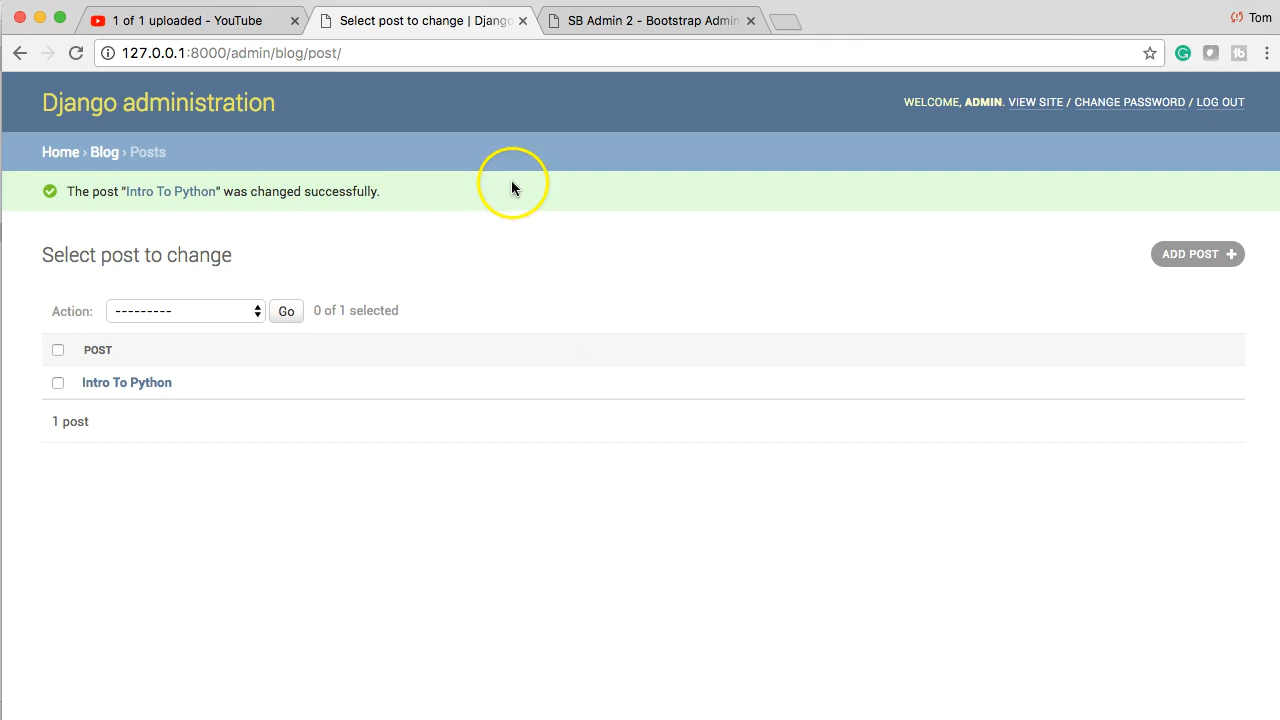 1 of 1 uploaded - YouTube
Select post to change | Djang
SB Admin 2 - Bootstrap Admin
Tom
127.0.0.1:8000/admin/blog/post/
Django administration
WELCOME, ADMIN. VIEW SITE / CHANGE PASSWORD / LOG OUT
Home › Blog › Posts
The post "Intro To Python" was changed successfully.
Select post to change
ADD POST +
Action: --------- Go 0 of 1 selected
POST
Intro To Python
1 post